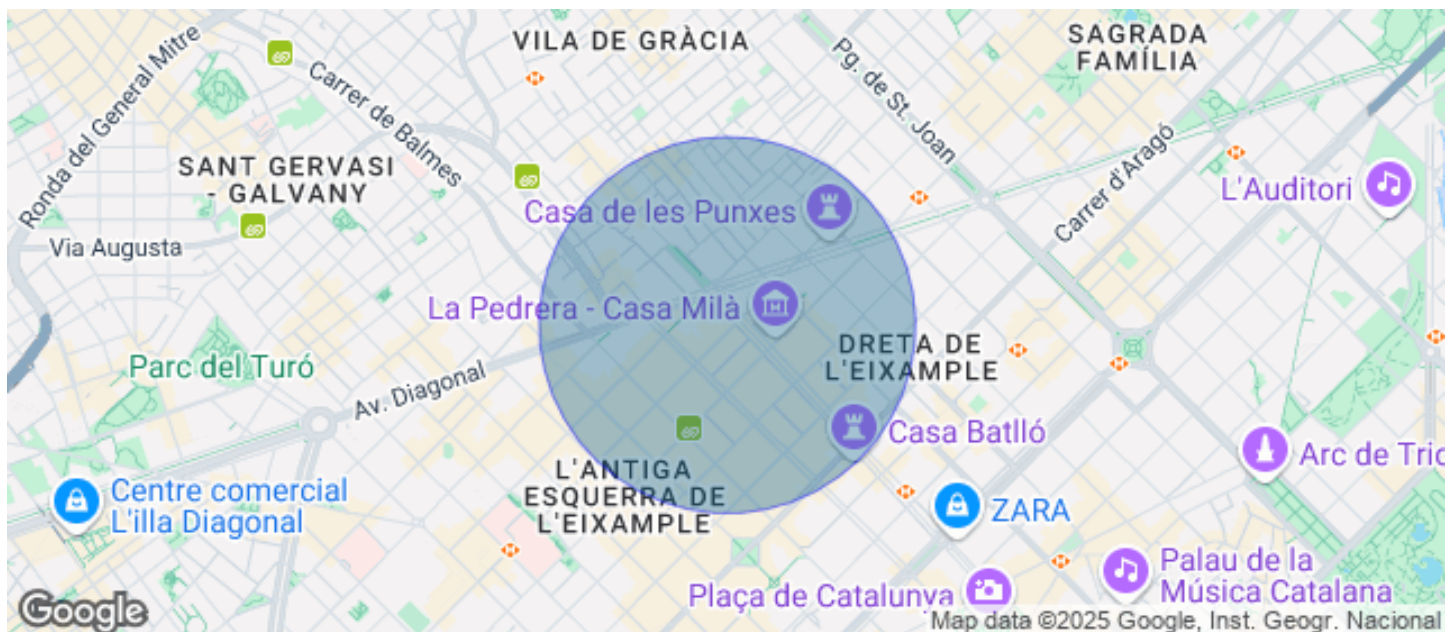 VILA DE GRÀCIA
SAGRADA
FAMÍLIA
Ronda del General Mitre
Carrer de Balmes
Pg. de St. Joan
Carrer d'Aragó
SANT GERVASI
- GALVANY
L'Auditori
Casa de les Punxes
Via Augusta
La Pedrera - Casa Milà
DRETA DE
L'EIXAMPLE
Parc del Turó
Av. Diagonal
Casa Batlló
Arc de Trio
L'ANTIGA
ESQUERRA DE
L'EIXAMPLE
Centre comercial
L'illa Diagonal
ZARA
Palau de la
Música Catalana
Plaça de Catalunya
Google
Map data ©2025 Google, Inst. Geogr. Nacional